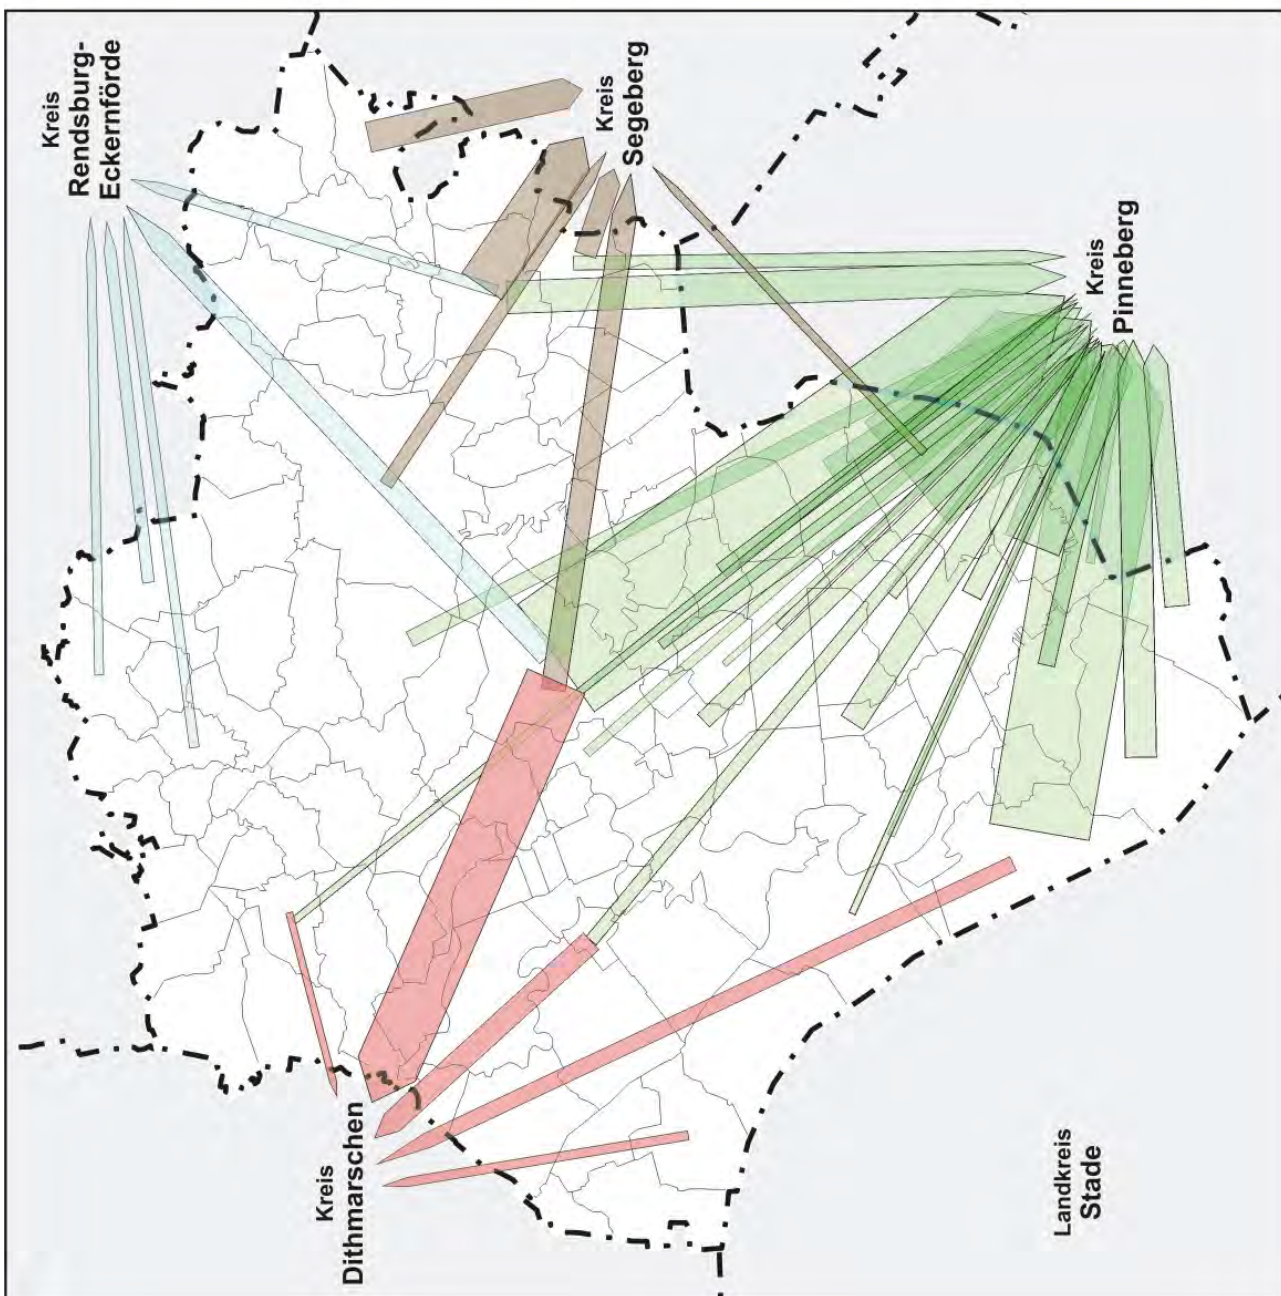 Kreis
Rendsburg-
Eckernförde
Kreis
Segeberg
Kreis
Pinneberg
Kreis
Dithmarschen
Landkreis
Stade